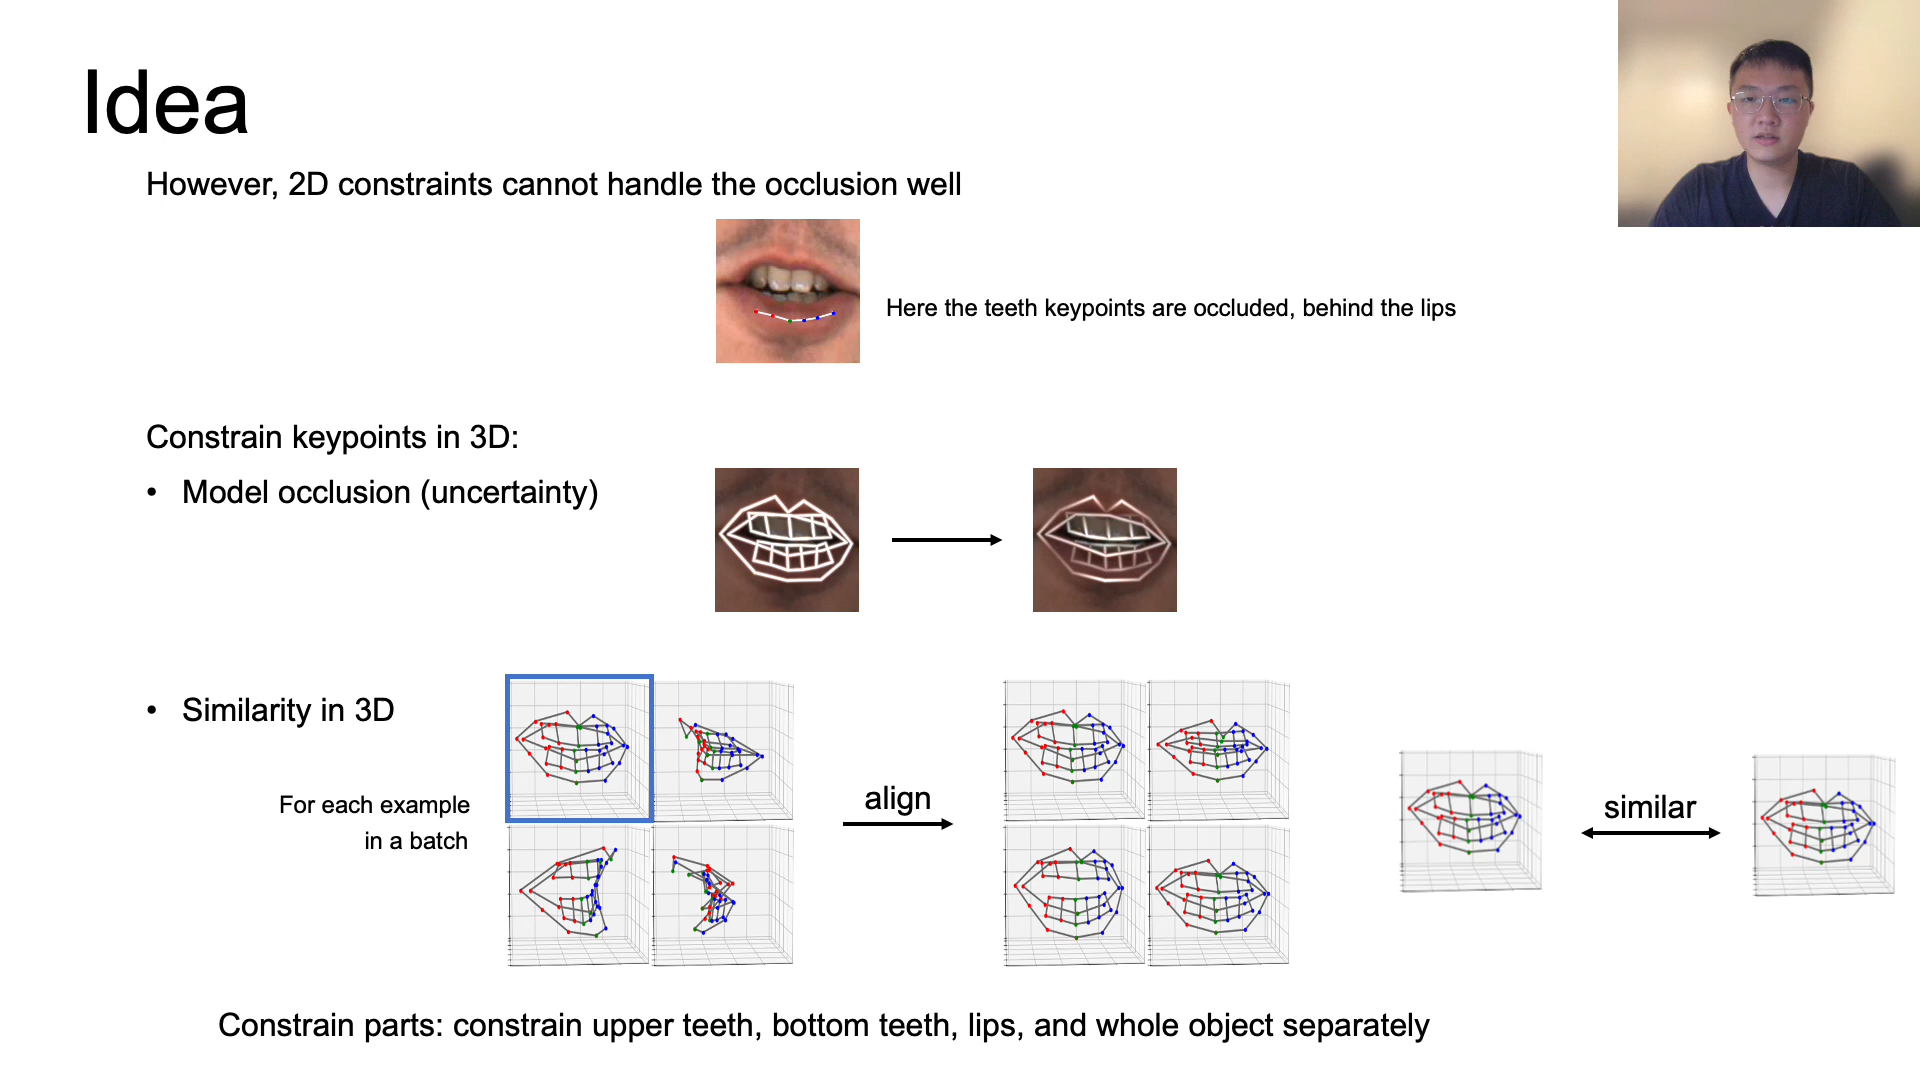 Idea
However, 2D constraints cannot handle the occlusion well
Here the teeth keypoints are occluded, behind the lips
Constrain keypoints in 3D:
• Model occlusion (uncertainty)
• Similarity in 3D
For each example
in a batch
align
similar
Constrain parts: constrain upper teeth, bottom teeth, lips, and whole object separately